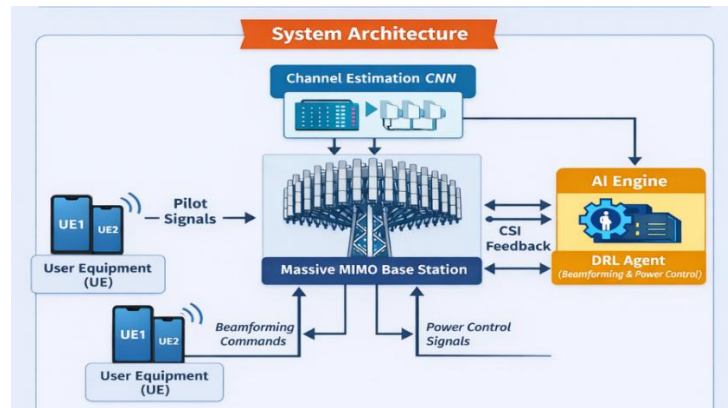 System Architecture
Channel Estimation CNN
UE1
UE2
Pilot
Signals
User Equipment
(UE)
Massive MIMO Base Station
CSI
Feedback
AI Engine
DRL Agent
(Beamforming & Power Control)
UE1
UE2
User Equipment
(UE)
Beamforming
Commands
Power Control
Signals